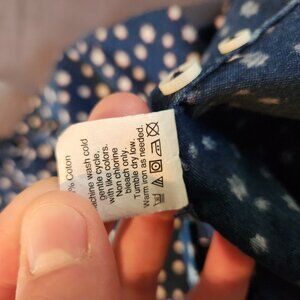 % Cotton
chine wash cold
gentle cycle,
with like colors.
Non chlorine
bleach only.
Tumble dry low.
Warm iron as needed.